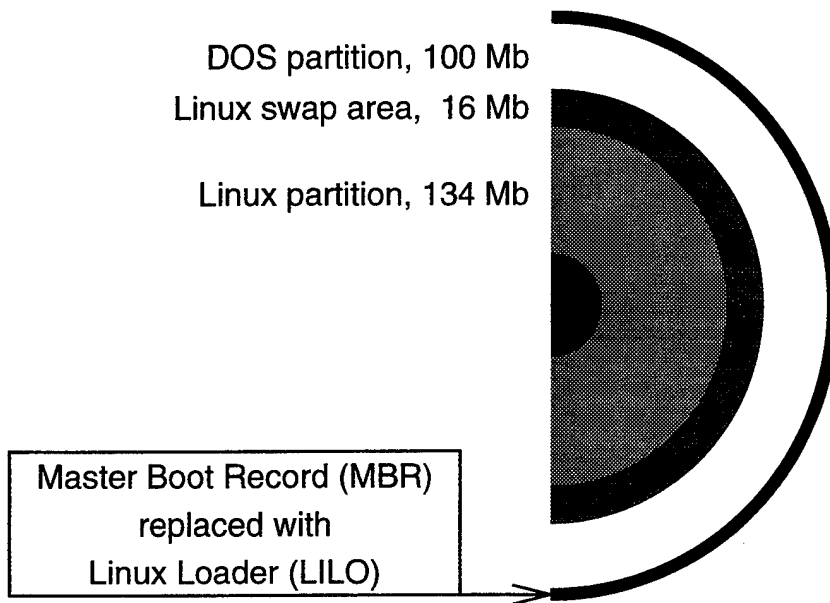 DOS partition, 100 Mb
Linux swap area, 16 Mb
Linux partition, 134 Mb
Master Boot Record (MBR)
replaced with
Linux Loader (LILO)